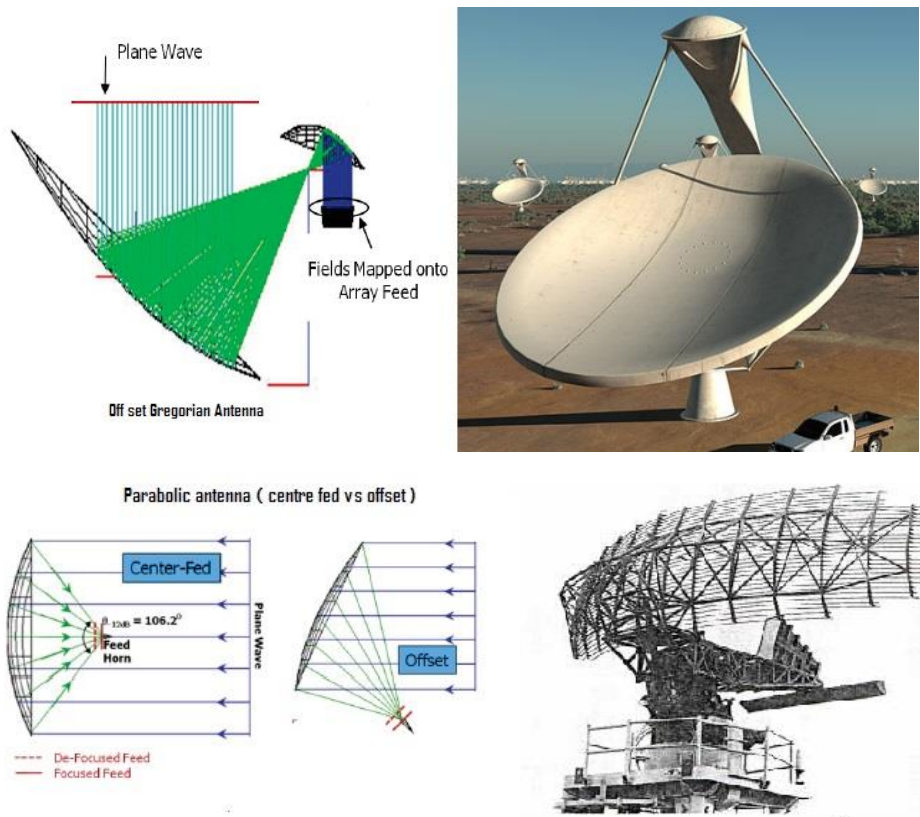 Plane Wave
Fields Mapped onto
Array Feed
Off set Gregorian Antenna
Parabolic antenna ( centre fed vs offset )
Center-Fed
θ -12dB = 106.2°
Feed
Horn
Plane Wave
Offset
De-Focused Feed
Focused Feed